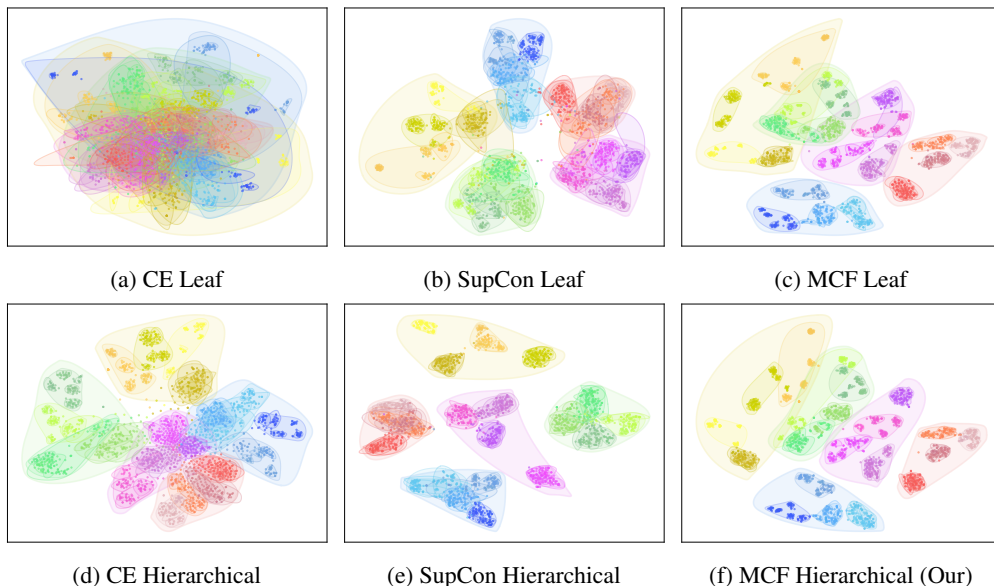 (a) CE Leaf
(b) SupCon Leaf
(c) MCF Leaf
(d) CE Hierarchical
(e) SupCon Hierarchical
(f) MCF Hierarchical (Our)